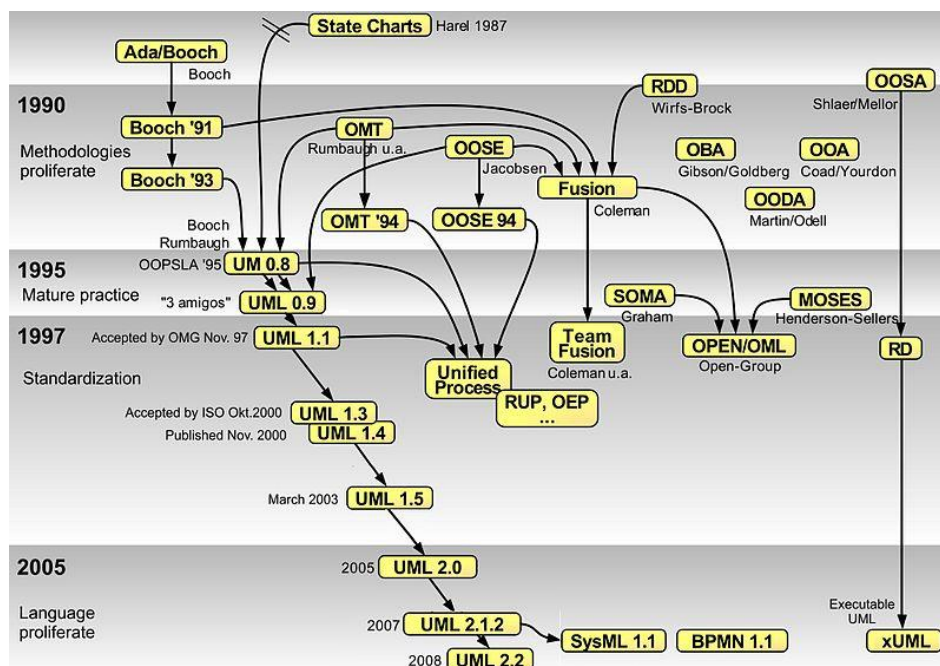 State Charts
Harel 1987
Ada/Booch
Booch
RDD
OOSA
Wirfs-Brock
Shlaer/Mellor
1990
Booch '91
OMT
Rumbaugh u.a.
Methodologies
proliferate
OOSE
Jacobsen
OBA
Gibson/Goldberg
OOA
Coad/Yourdon
Booch '93
Fusion
Coleman
OODA
Martin/Odell
OMT '94
OOSE 94
Booch
Rumbaugh
OOPSLA '95
UM 0.8
1995
Mature practice
"3 amigos"
UML 0.9
SOMA
Graham
MOSES
Henderson-Sellers
1997
Accepted by OMG Nov. 97
UML 1.1
Team
Fusion
Coleman u.a.
OPEN/OML
Open-Group
RD
Standardization
Unified
Process
RUP, OEP
...
Accepted by ISO Okt.2000
UML 1.3
Published Nov. 2000
UML 1.4
March 2003
UML 1.5
2005
2005
UML 2.0
Language
proliferate
2007
UML 2.1.2
SysML 1.1
BPMN 1.1
Executable
UML
xUML
2008
UML 2.2